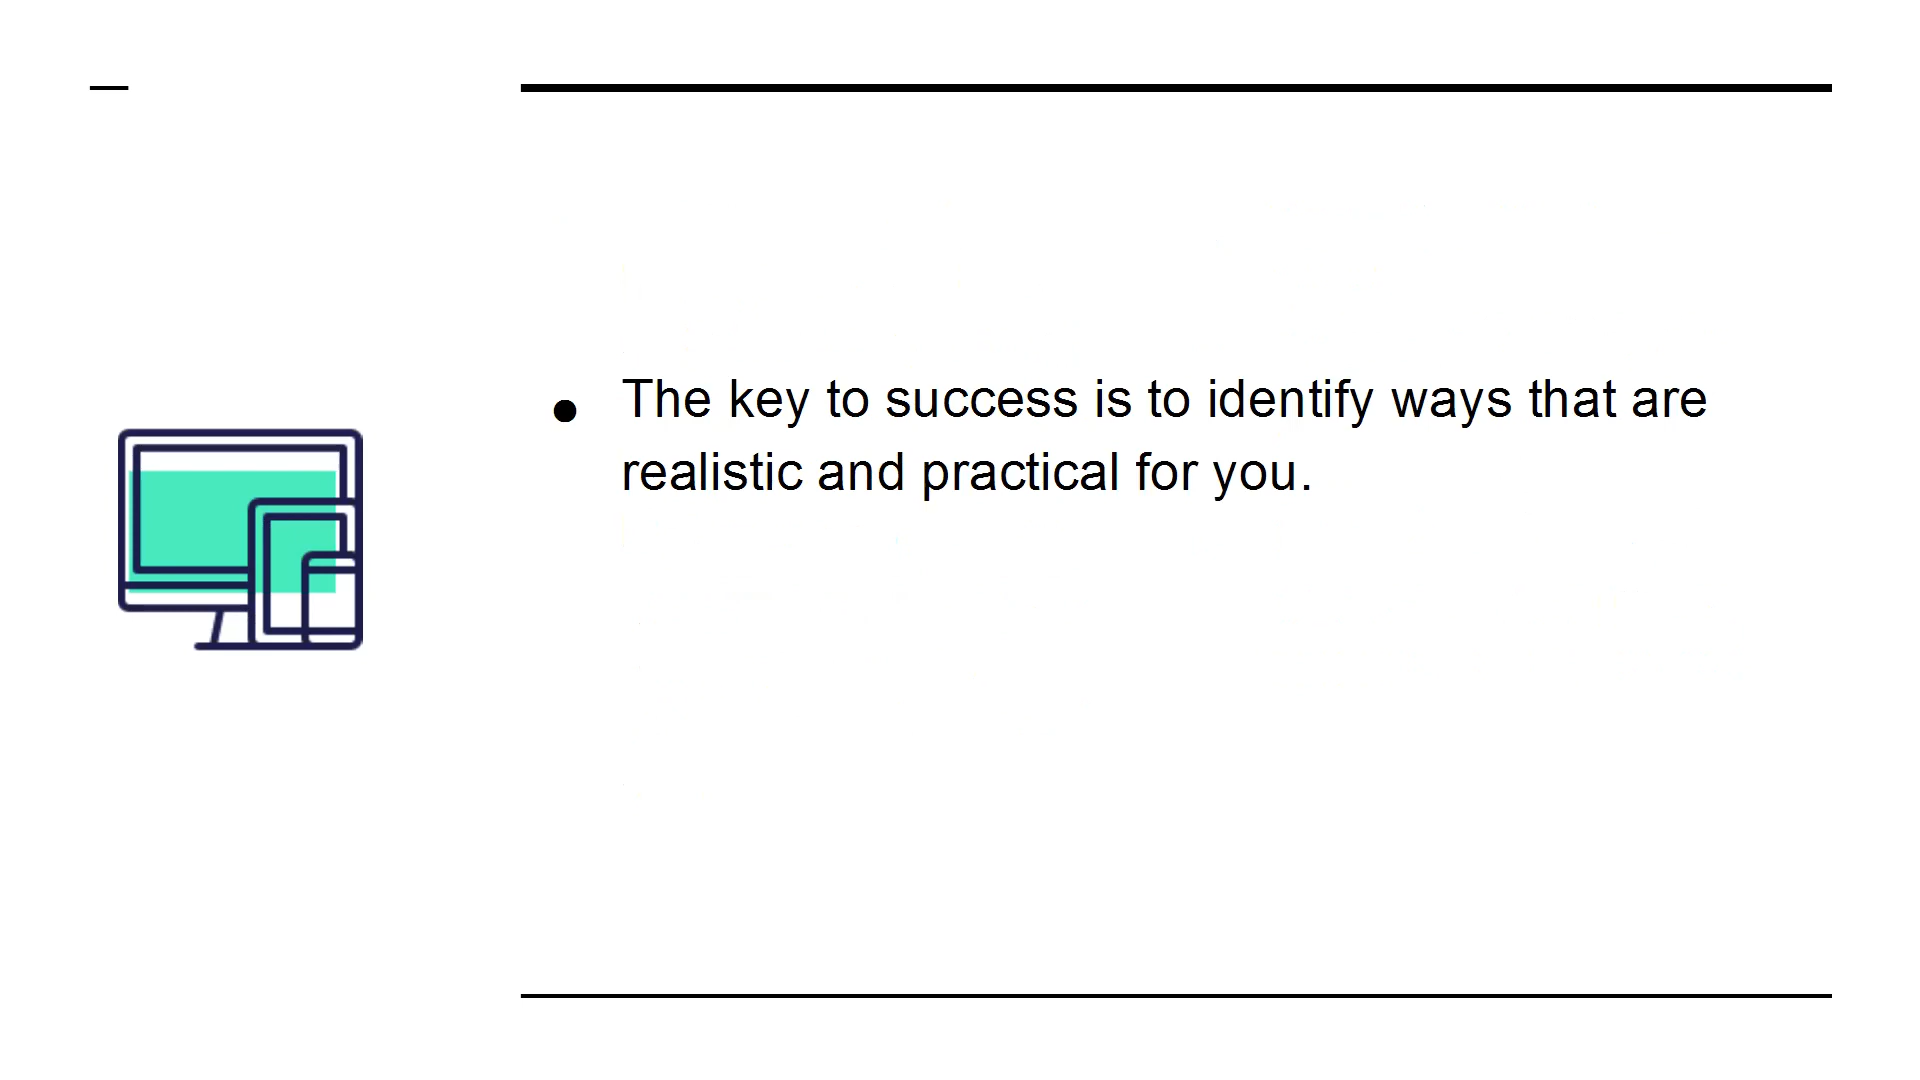 ● The key to success is to identify ways that are
realistic and practical for you.